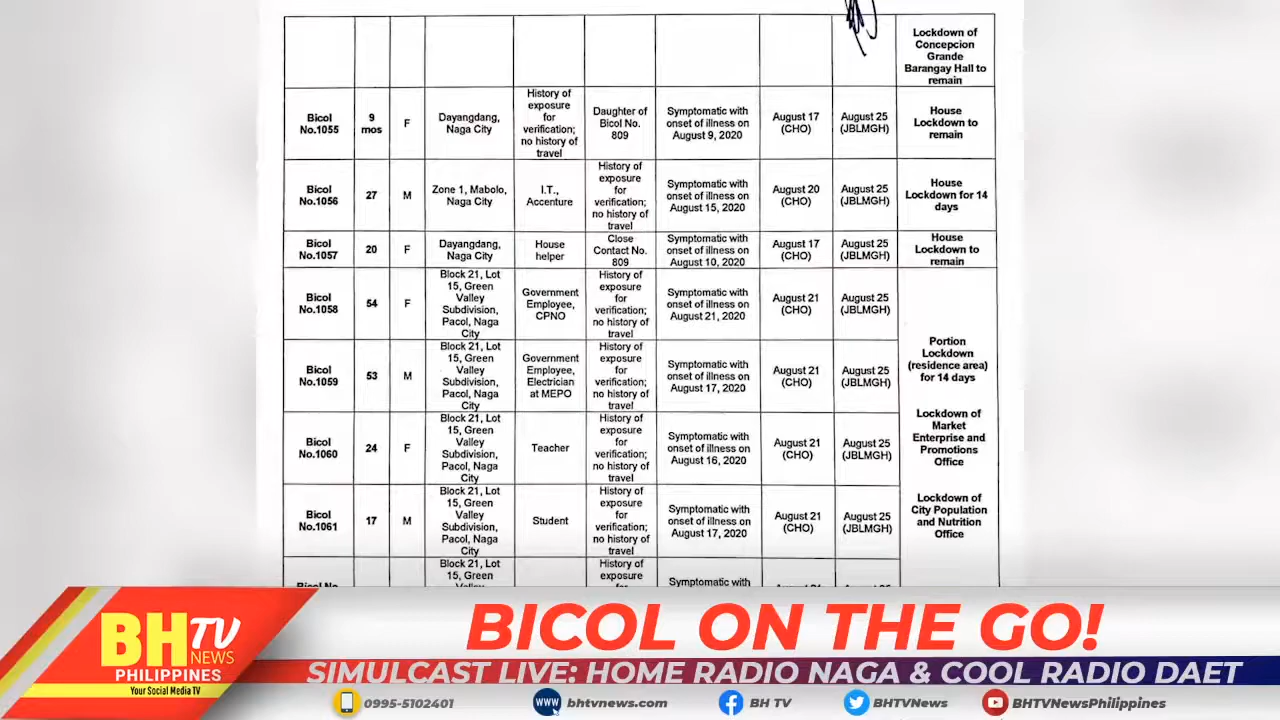 Lockdown of
Concepcion
Grande
Barangay Hall to
remain
Bicol
No.1055
9
mos
F
Dayangdang,
Naga City
History of
exposure
for
verification;
no history of
travel
Daughter of
Bicol No.
809
Symptomatic with
onset of illness on
August 9, 2020
August 17
(CHO)
August 25
(JBLMGH)
House
Lockdown to
remain
Bicol
No.1056
27
M
Zone 1, Mabolo,
Naga City
I.T.,
Accenture
History of
exposure
for
verification;
no history of
travel
Symptomatic with
onset of illness on
August 15, 2020
August 20
(CHO)
August 25
(JBLMGH)
House
Lockdown for 14
days
Bicol
No.1057
20
F
Dayangdang,
Naga City
House
helper
Close
Contact No.
809
Symptomatic with
onset of illness on
August 10, 2020
August 17
(CHO)
August 25
(JBLMGH)
House
Lockdown to
remain
Bicol
No.1058
54
F
Block 21, Lot
15, Green
Valley
Subdivision,
Pacol, Naga
City
Government
Employee,
CPNO
History of
exposure
for
verification;
no history of
travel
Symptomatic with
onset of illness on
August 21, 2020
August 21
(CHO)
August 25
(JBLMGH)
Portion
Lockdown
(residence area)
for 14 days
Lockdown of
Market
Enterprise and
Promotions
Office
Lockdown of
City Population
and Nutrition
Office
Bicol
No.1059
53
M
Block 21, Lot
15, Green
Valley
Subdivision,
Pacol, Naga
City
Government
Employee,
Electrician
at MEPO
History of
exposure
for
verification;
no history of
travel
Symptomatic with
onset of illness on
August 17, 2020
August 21
(CHO)
August 25
(JBLMGH)
Bicol
No.1060
24
F
Block 21, Lot
15, Green
Valley
Subdivision,
Pacol, Naga
City
Teacher
History of
exposure
for
verification;
no history of
travel
Symptomatic with
onset of illness on
August 16, 2020
August 21
(CHO)
August 25
(JBLMGH)
Bicol
No.1061
17
M
Block 21, Lot
15, Green
Valley
Subdivision,
Pacol, Naga
City
Student
History of
exposure
for
verification;
no history of
travel
Symptomatic with
onset of illness on
August 17, 2020
August 21
(CHO)
August 25
(JBLMGH)
Bicol No
Block 21, Lot
15, Green
Valley
History of
exposure
for
Symptomatic with
BH TV
NEWS
PHILIPPINES
Your Social Media TV
BICOL ON THE GO!
SIMULCAST LIVE: HOME RADIO NAGA & COOL RADIO DAET
0995-5102401
www
bhtvnews.com
BH TV
BHTVNews
BHTVNewsPhilippines